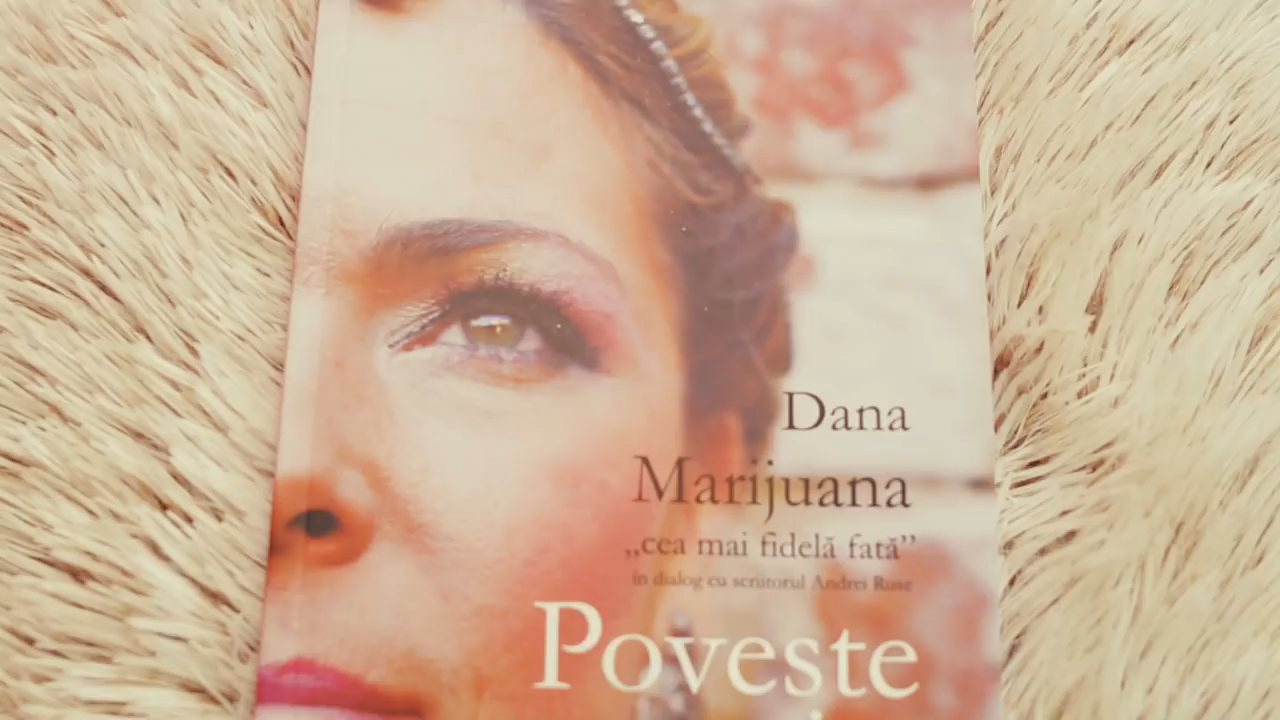 Dana
Marijuana
„cea mai fidelă fată”
în dialog cu scriitorul Andrei Ruse
Poveste